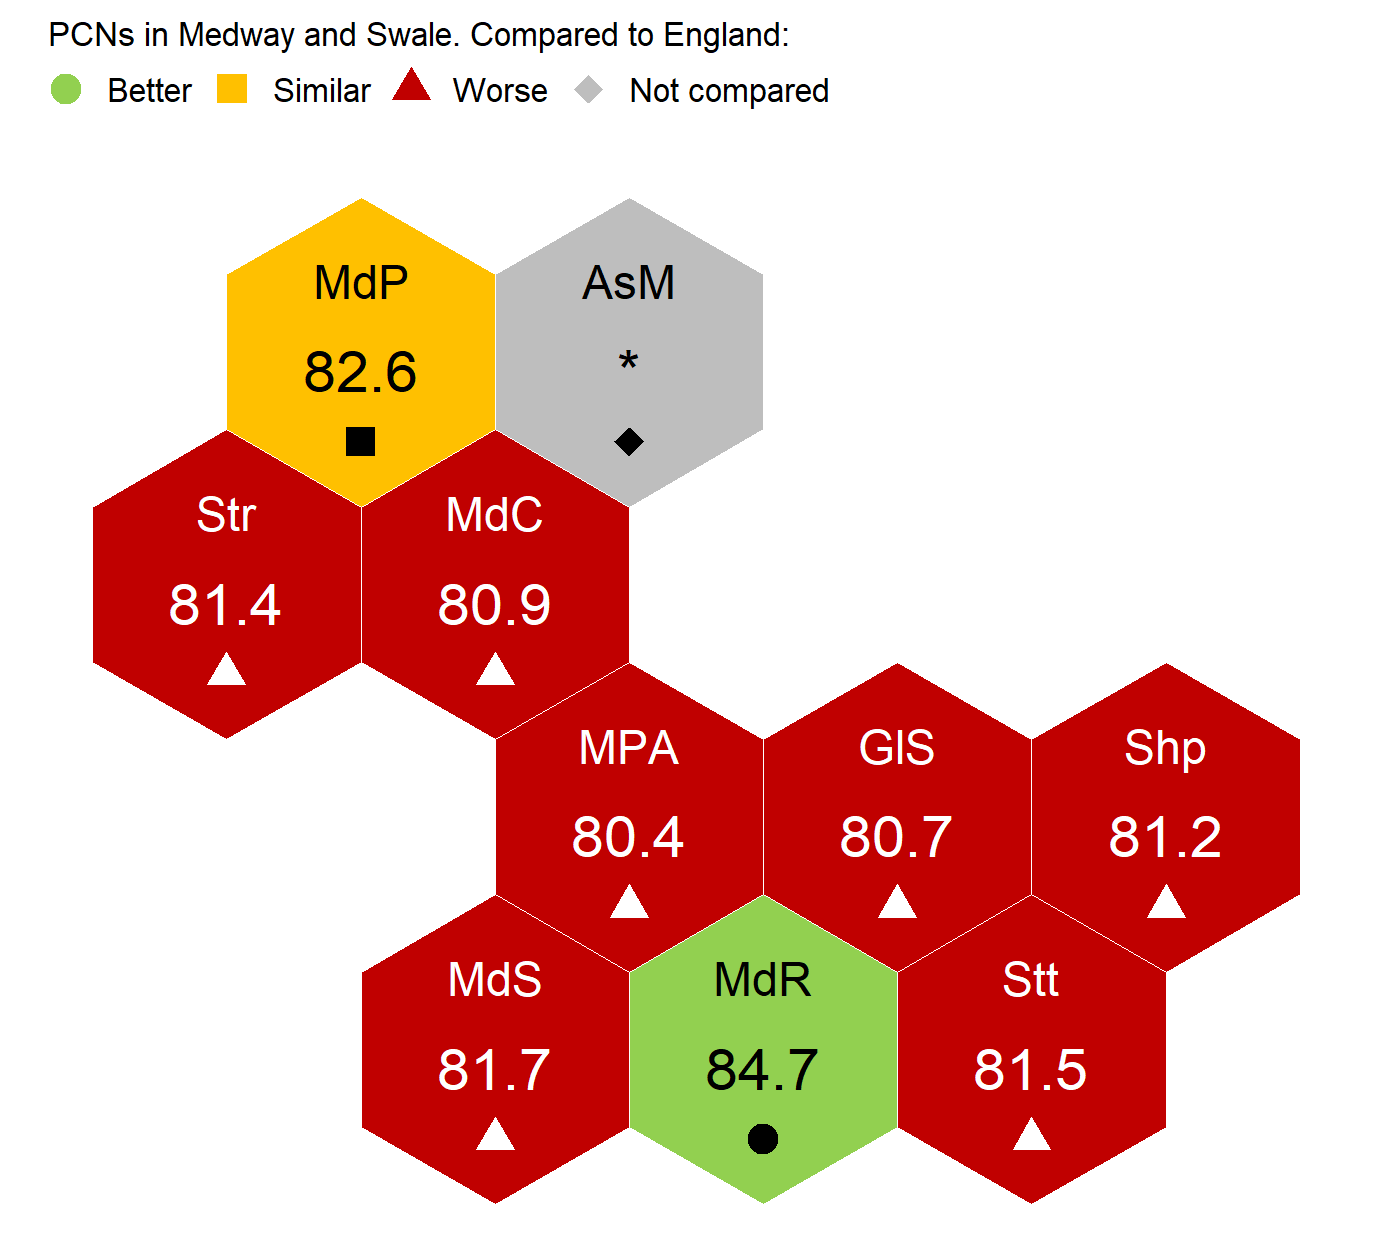 PCNs in Medway and Swale. Compared to England:
Better Similar Worse Not compared
MdP AsM
82.6 *
Str MdC
81.4 80.9
MPA GlS Shp
80.4 80.7 81.2
MdS MdR Stt
81.7 84.7 81.5